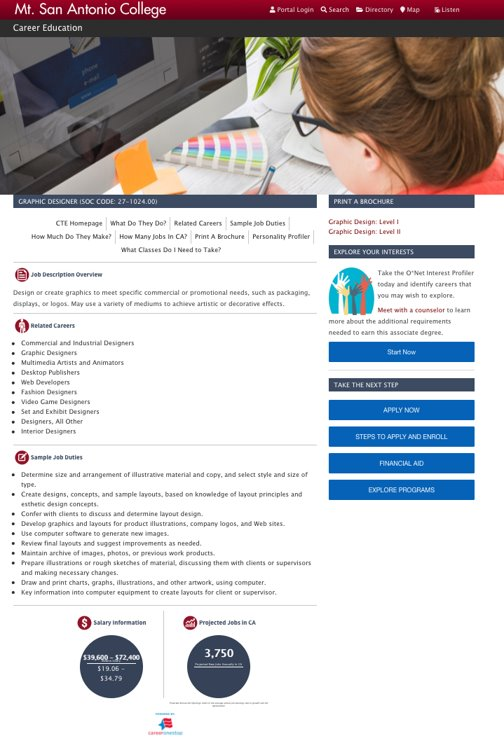 Mt. San Antonio College
Portal Login Search Directory Map Listen
Career Education
GRAPHIC DESIGNER (SOC CODE: 27-1024.00)
CTE Homepage What Do They Do? Related Careers Sample Job Duties
How Much Do They Make? How Many Jobs In CA? Print A Brochure Personality Profiler
What Classes Do I Need to Take?
Job Description Overview
Design or create graphics to meet specific commercial or promotional needs, such as packaging,
displays, or logos. May use a variety of mediums to achieve artistic or decorative effects.
Related Careers
Commercial and Industrial Designers
Graphic Designers
Multimedia Artists and Animators
Desktop Publishers
Web Developers
Fashion Designers
Video Game Designers
Set and Exhibit Designers
Designers, All Other
Interior Designers
Sample Job Duties
Determine size and arrangement of illustrative material and copy, and select style and size of
type.
Create designs, concepts, and sample layouts, based on knowledge of layout principles and
esthetic design concepts.
Confer with clients to discuss and determine layout design.
Develop graphics and layouts for product illustrations, company logos, and Web sites.
Use computer software to generate new images.
Review final layouts and suggest improvements as needed.
Maintain archive of images, photos, or previous work products.
Prepare illustrations or rough sketches of material, discussing them with clients or supervisors
and making necessary changes.
Draw and print charts, graphs, illustrations, and other artwork, using computer.
Key information into computer equipment to create layouts for client or supervisor.
Salary Information
$39,600 – $72,400
$19.06 –
$34.79
Projected Jobs In CA
3,750
Projected New Jobs Annually in CA
careeronestop
PRINT A BROCHURE
Graphic Design: Level I
Graphic Design: Level II
EXPLORE YOUR INTERESTS
Take the O*Net Interest Profiler
today and identify careers that
you may wish to explore.
Meet with a counselor to learn
more about the additional requirements
needed to earn this associate degree.
Start Now
TAKE THE NEXT STEP
APPLY NOW
STEPS TO APPLY AND ENROLL
FINANCIAL AID
EXPLORE PROGRAMS